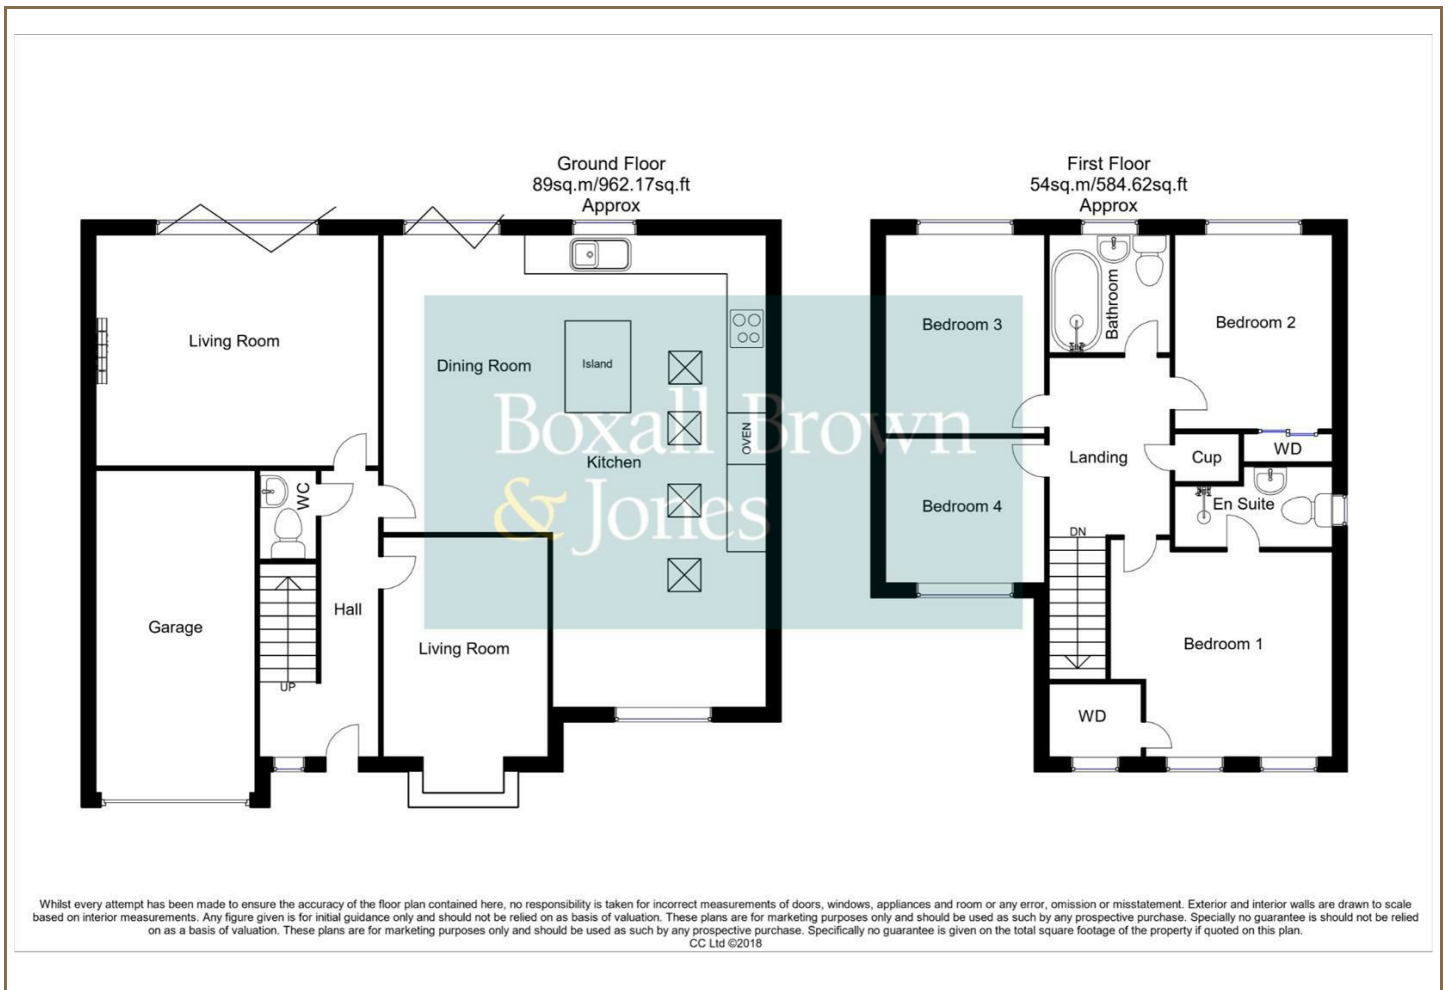 Ground Floor
89sq.m/962.17sq.ft
Approx
Living Room
Dining Room
Island
Kitchen
OVEN
WC
Garage
Hall
UP
Living Room
First Floor
54sq.m/584.62sq.ft
Approx
Bedroom 3
Bathroom
Bedroom 2
Landing
Cup
WD
Bedroom 4
En Suite
DN
Bedroom 1
WD
Boxall Brown
& Jones
Whilst every attempt has been made to ensure the accuracy of the floor plan contained here, no responsibility is taken for incorrect measurements of doors, windows, appliances and room or any error, omission or misstatement. Exterior and interior walls are drawn to scale
based on interior measurements. Any figure given is for initial guidance only and should not be relied on as basis of valuation. These plans are for marketing purposes only and should be used as such by any prospective purchase. Specially no guarantee is should not be relied
on as a basis of valuation. These plans are for marketing purposes only and should be used as such by any prospective purchase. Specifically no guarantee is given on the total square footage of the property if quoted on this plan.
CC Ltd ©2018